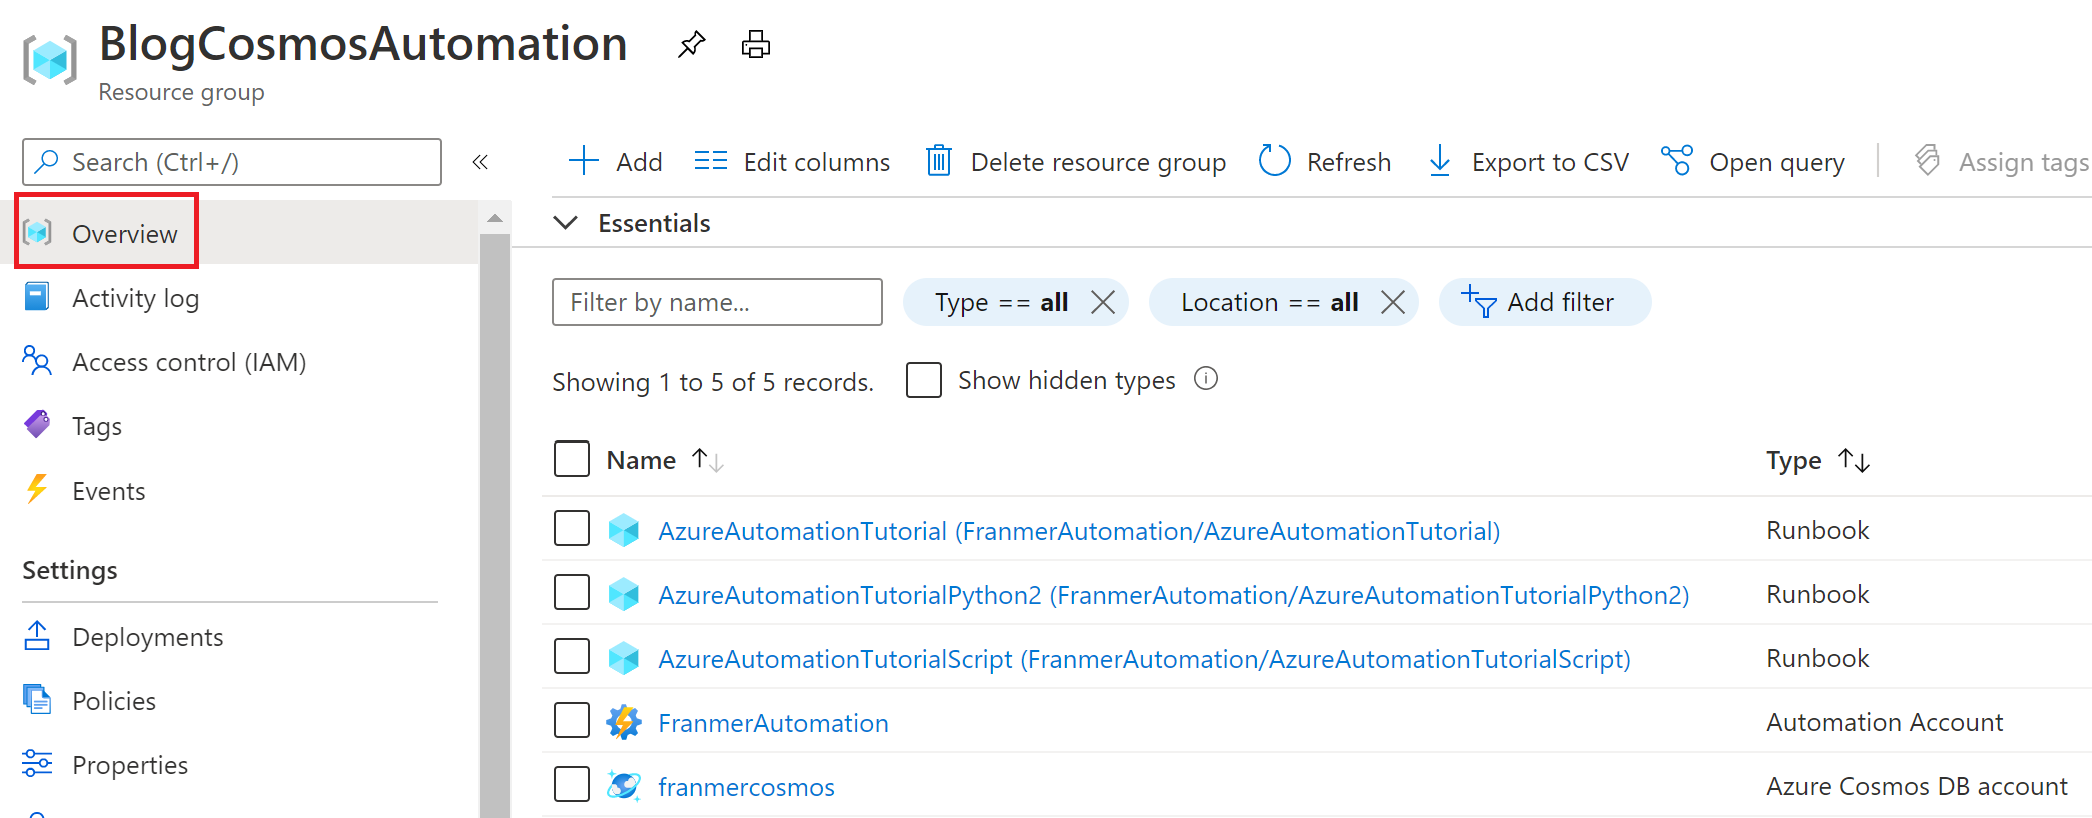 BlogCosmosAutomation
Resource group
Search (Ctrl+/)
«
Add
Edit columns
Delete resource group
Refresh
Export to CSV
Open query
Assign tags
Overview
Activity log
Access control (IAM)
Tags
Events
Settings
Deployments
Policies
Properties
Essentials
Filter by name...
Type == all
Location == all
Add filter
Showing 1 to 5 of 5 records.
Show hidden types
Name
Type
AzureAutomationTutorial (FranmerAutomation/AzureAutomationTutorial)
Runbook
AzureAutomationTutorialPython2 (FranmerAutomation/AzureAutomationTutorialPython2)
Runbook
AzureAutomationTutorialScript (FranmerAutomation/AzureAutomationTutorialScript)
Runbook
FranmerAutomation
Automation Account
franmercosmos
Azure Cosmos DB account